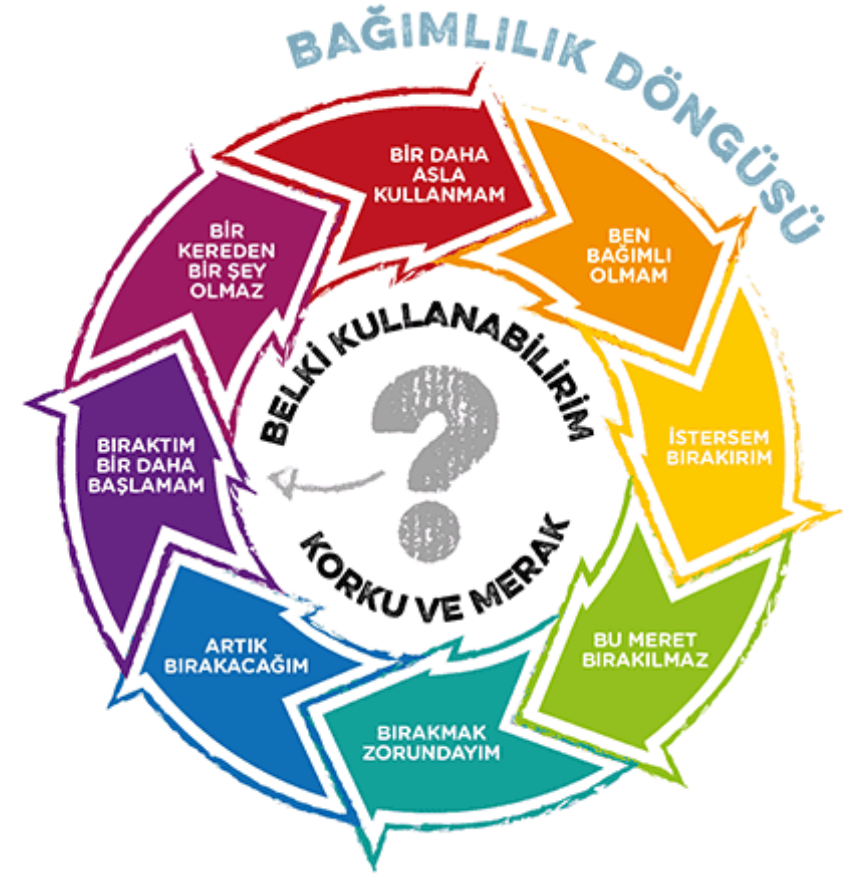 BAĞIMLILIK DÖNGÜSÜ
BİR DAHA
ASLA
KULLANMAM
BEN
BAĞIMLI
OLMAM
İSTERSEM
BIRAKIRIM
BU MERET
BIRAKILMAZ
BIRAKMAK
ZORUNDAYIM
ARTIK
BIRAKACAĞIM
BIRAKTIM
BİR DAHA
BAŞLAMAM
BİR
KEREDEN
BİR ŞEY
OLMAZ
BELKİ KULLANABİLİRİM
?
KORKU VE MERAK